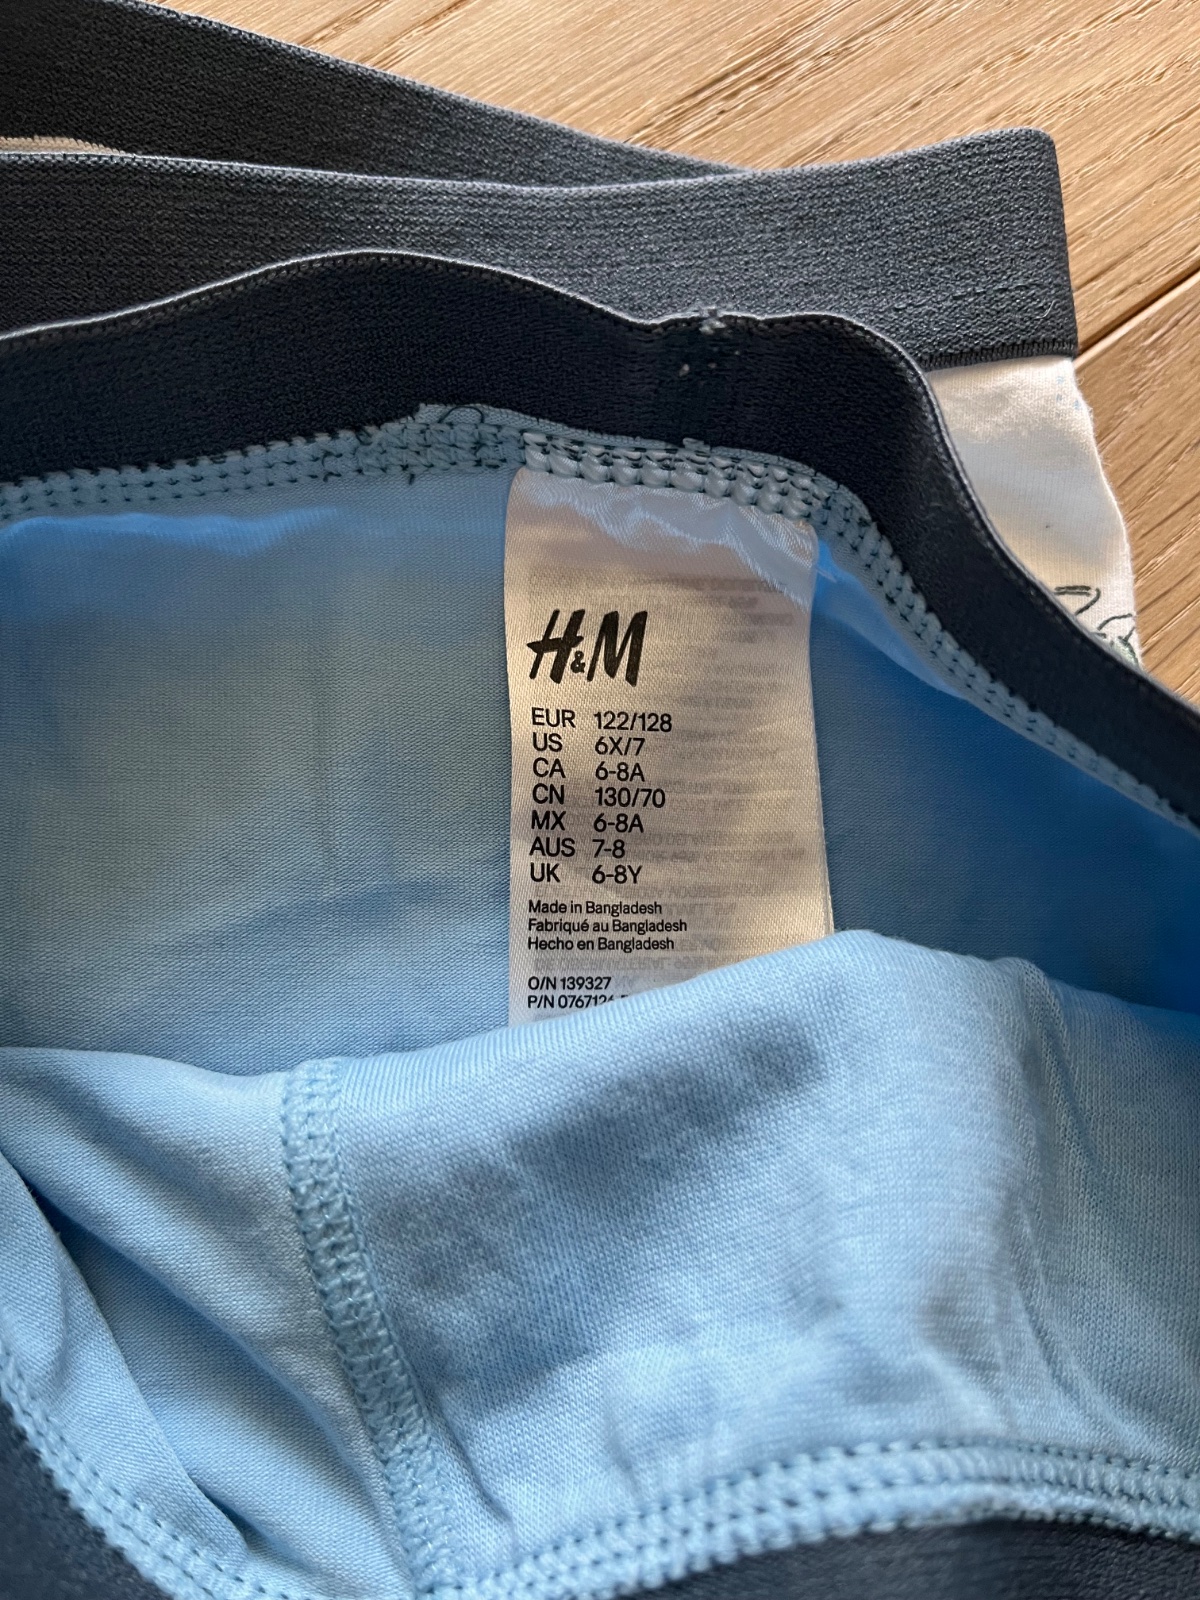 H&M
EUR 122/128
US 6X/7
CA 6-8A
CN 130/70
MX 6-8A
AUS 7-8
UK 6-8Y
Made in Bangladesh
Fabriqué au Bangladesh
Hecho en Bangladesh
O/N 139327
P/N 0767124